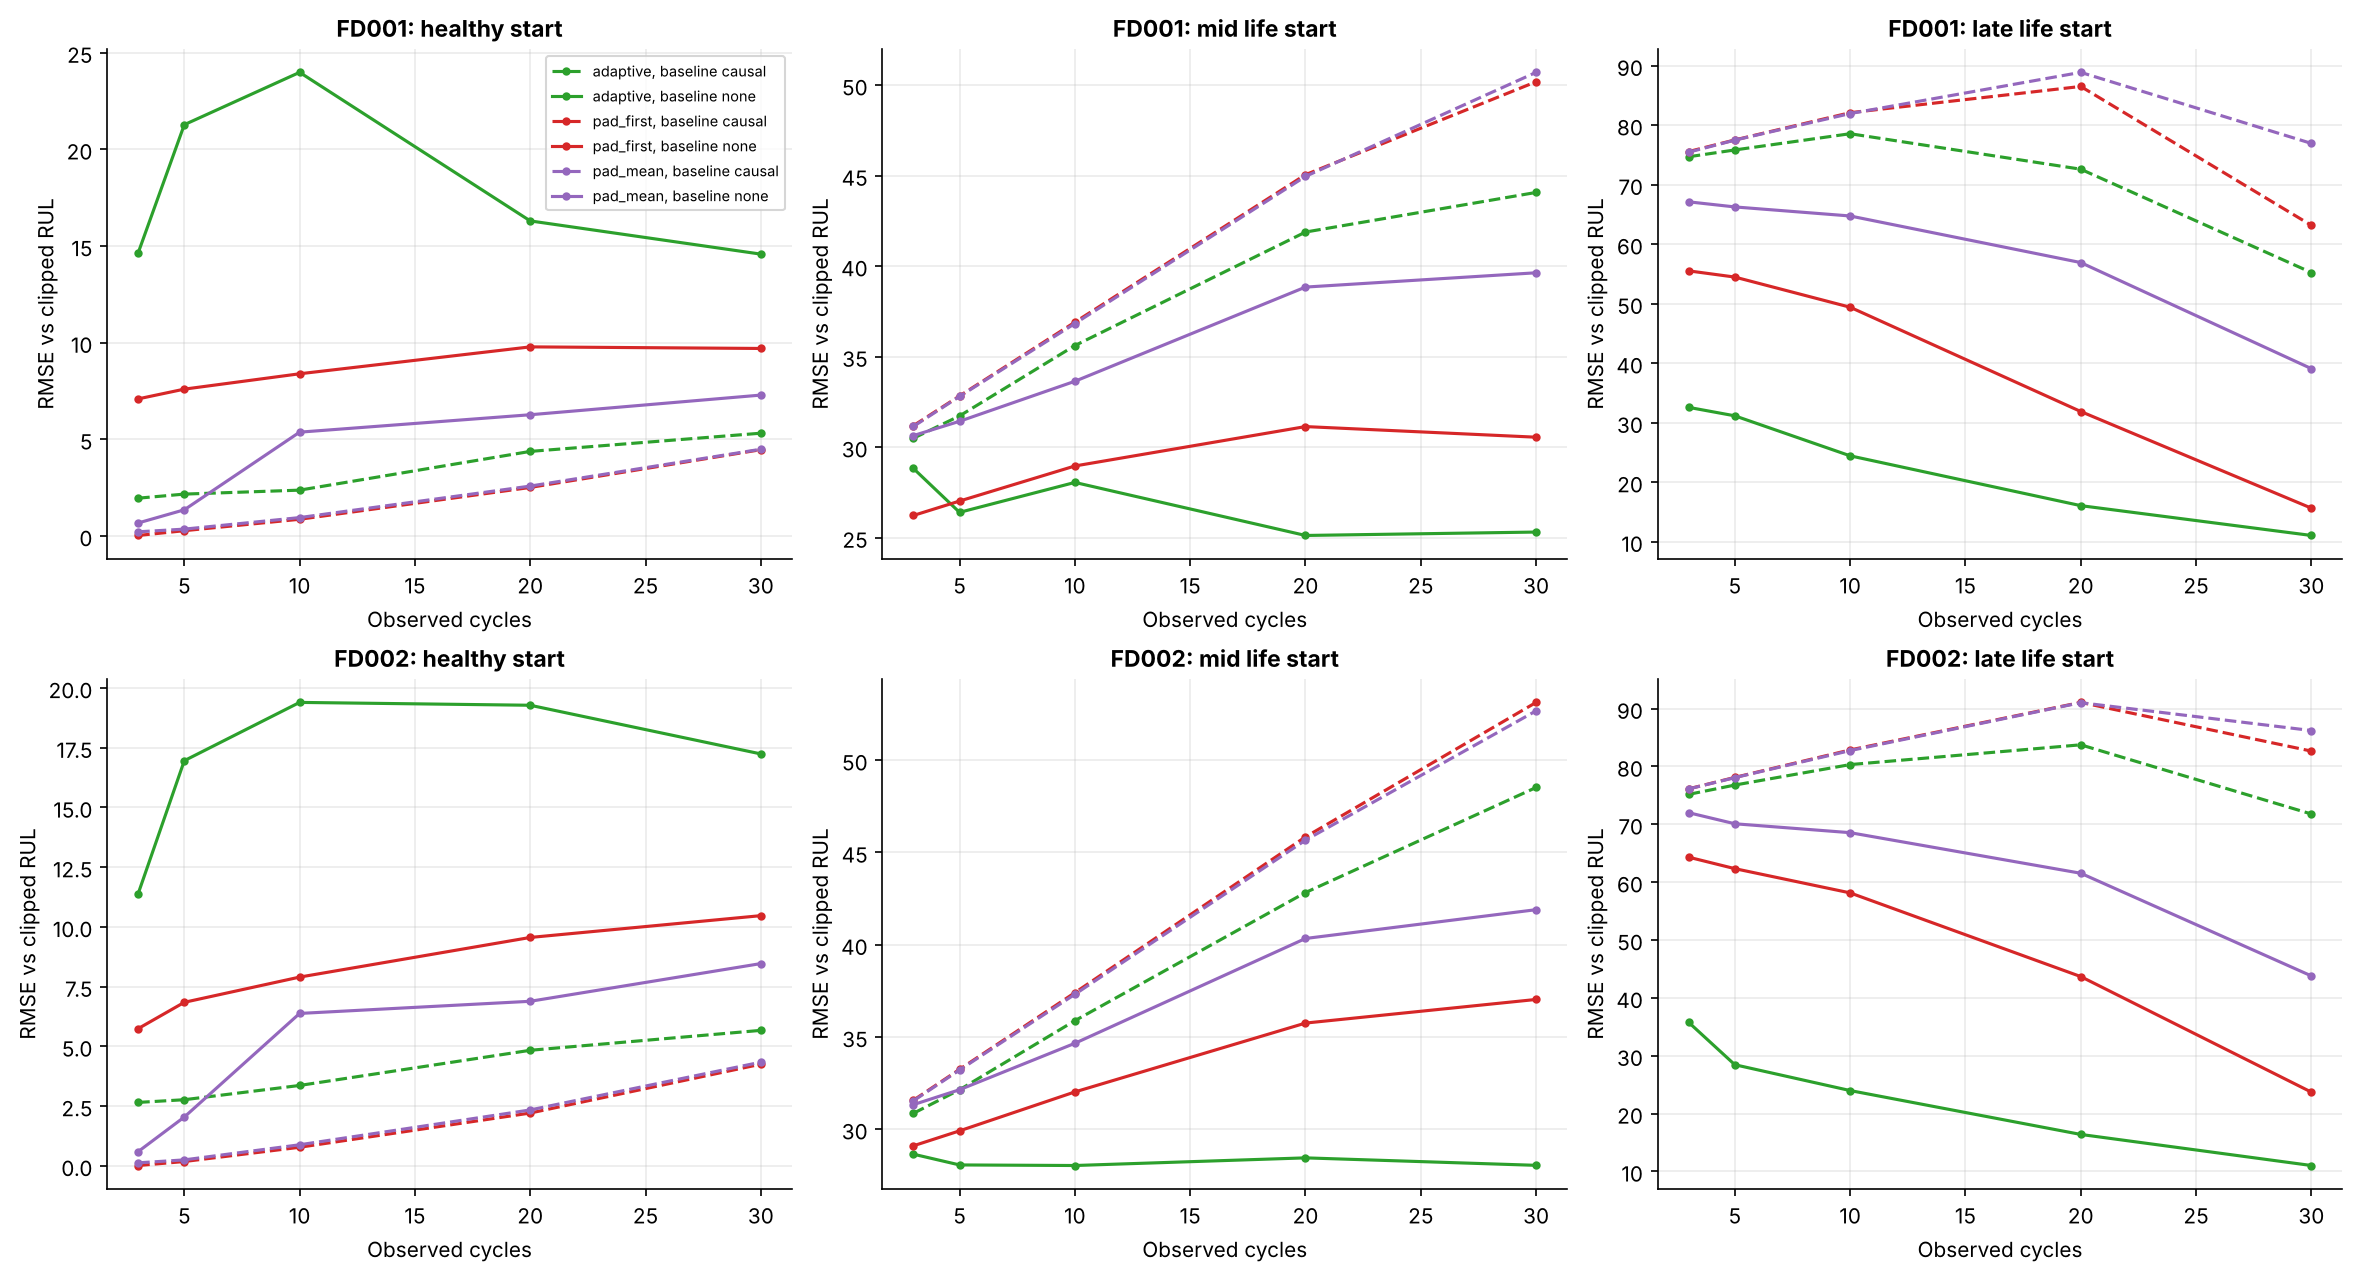 FD001: healthy start
25
20
15
10
5
0
RMSE vs clipped RUL
5 10 15 20 25 30
Observed cycles
adaptive, baseline causal
adaptive, baseline none
pad_first, baseline causal
pad_first, baseline none
pad_mean, baseline causal
pad_mean, baseline none
FD001: mid life start
50
45
40
35
30
25
RMSE vs clipped RUL
5 10 15 20 25 30
Observed cycles
FD001: late life start
90
80
70
60
50
40
30
20
10
RMSE vs clipped RUL
5 10 15 20 25 30
Observed cycles
FD002: healthy start
20.0
17.5
15.0
12.5
10.0
7.5
5.0
2.5
0.0
RMSE vs clipped RUL
5 10 15 20 25 30
Observed cycles
FD002: mid life start
50
45
40
35
30
RMSE vs clipped RUL
5 10 15 20 25 30
Observed cycles
FD002: late life start
90
80
70
60
50
40
30
20
10
RMSE vs clipped RUL
5 10 15 20 25 30
Observed cycles